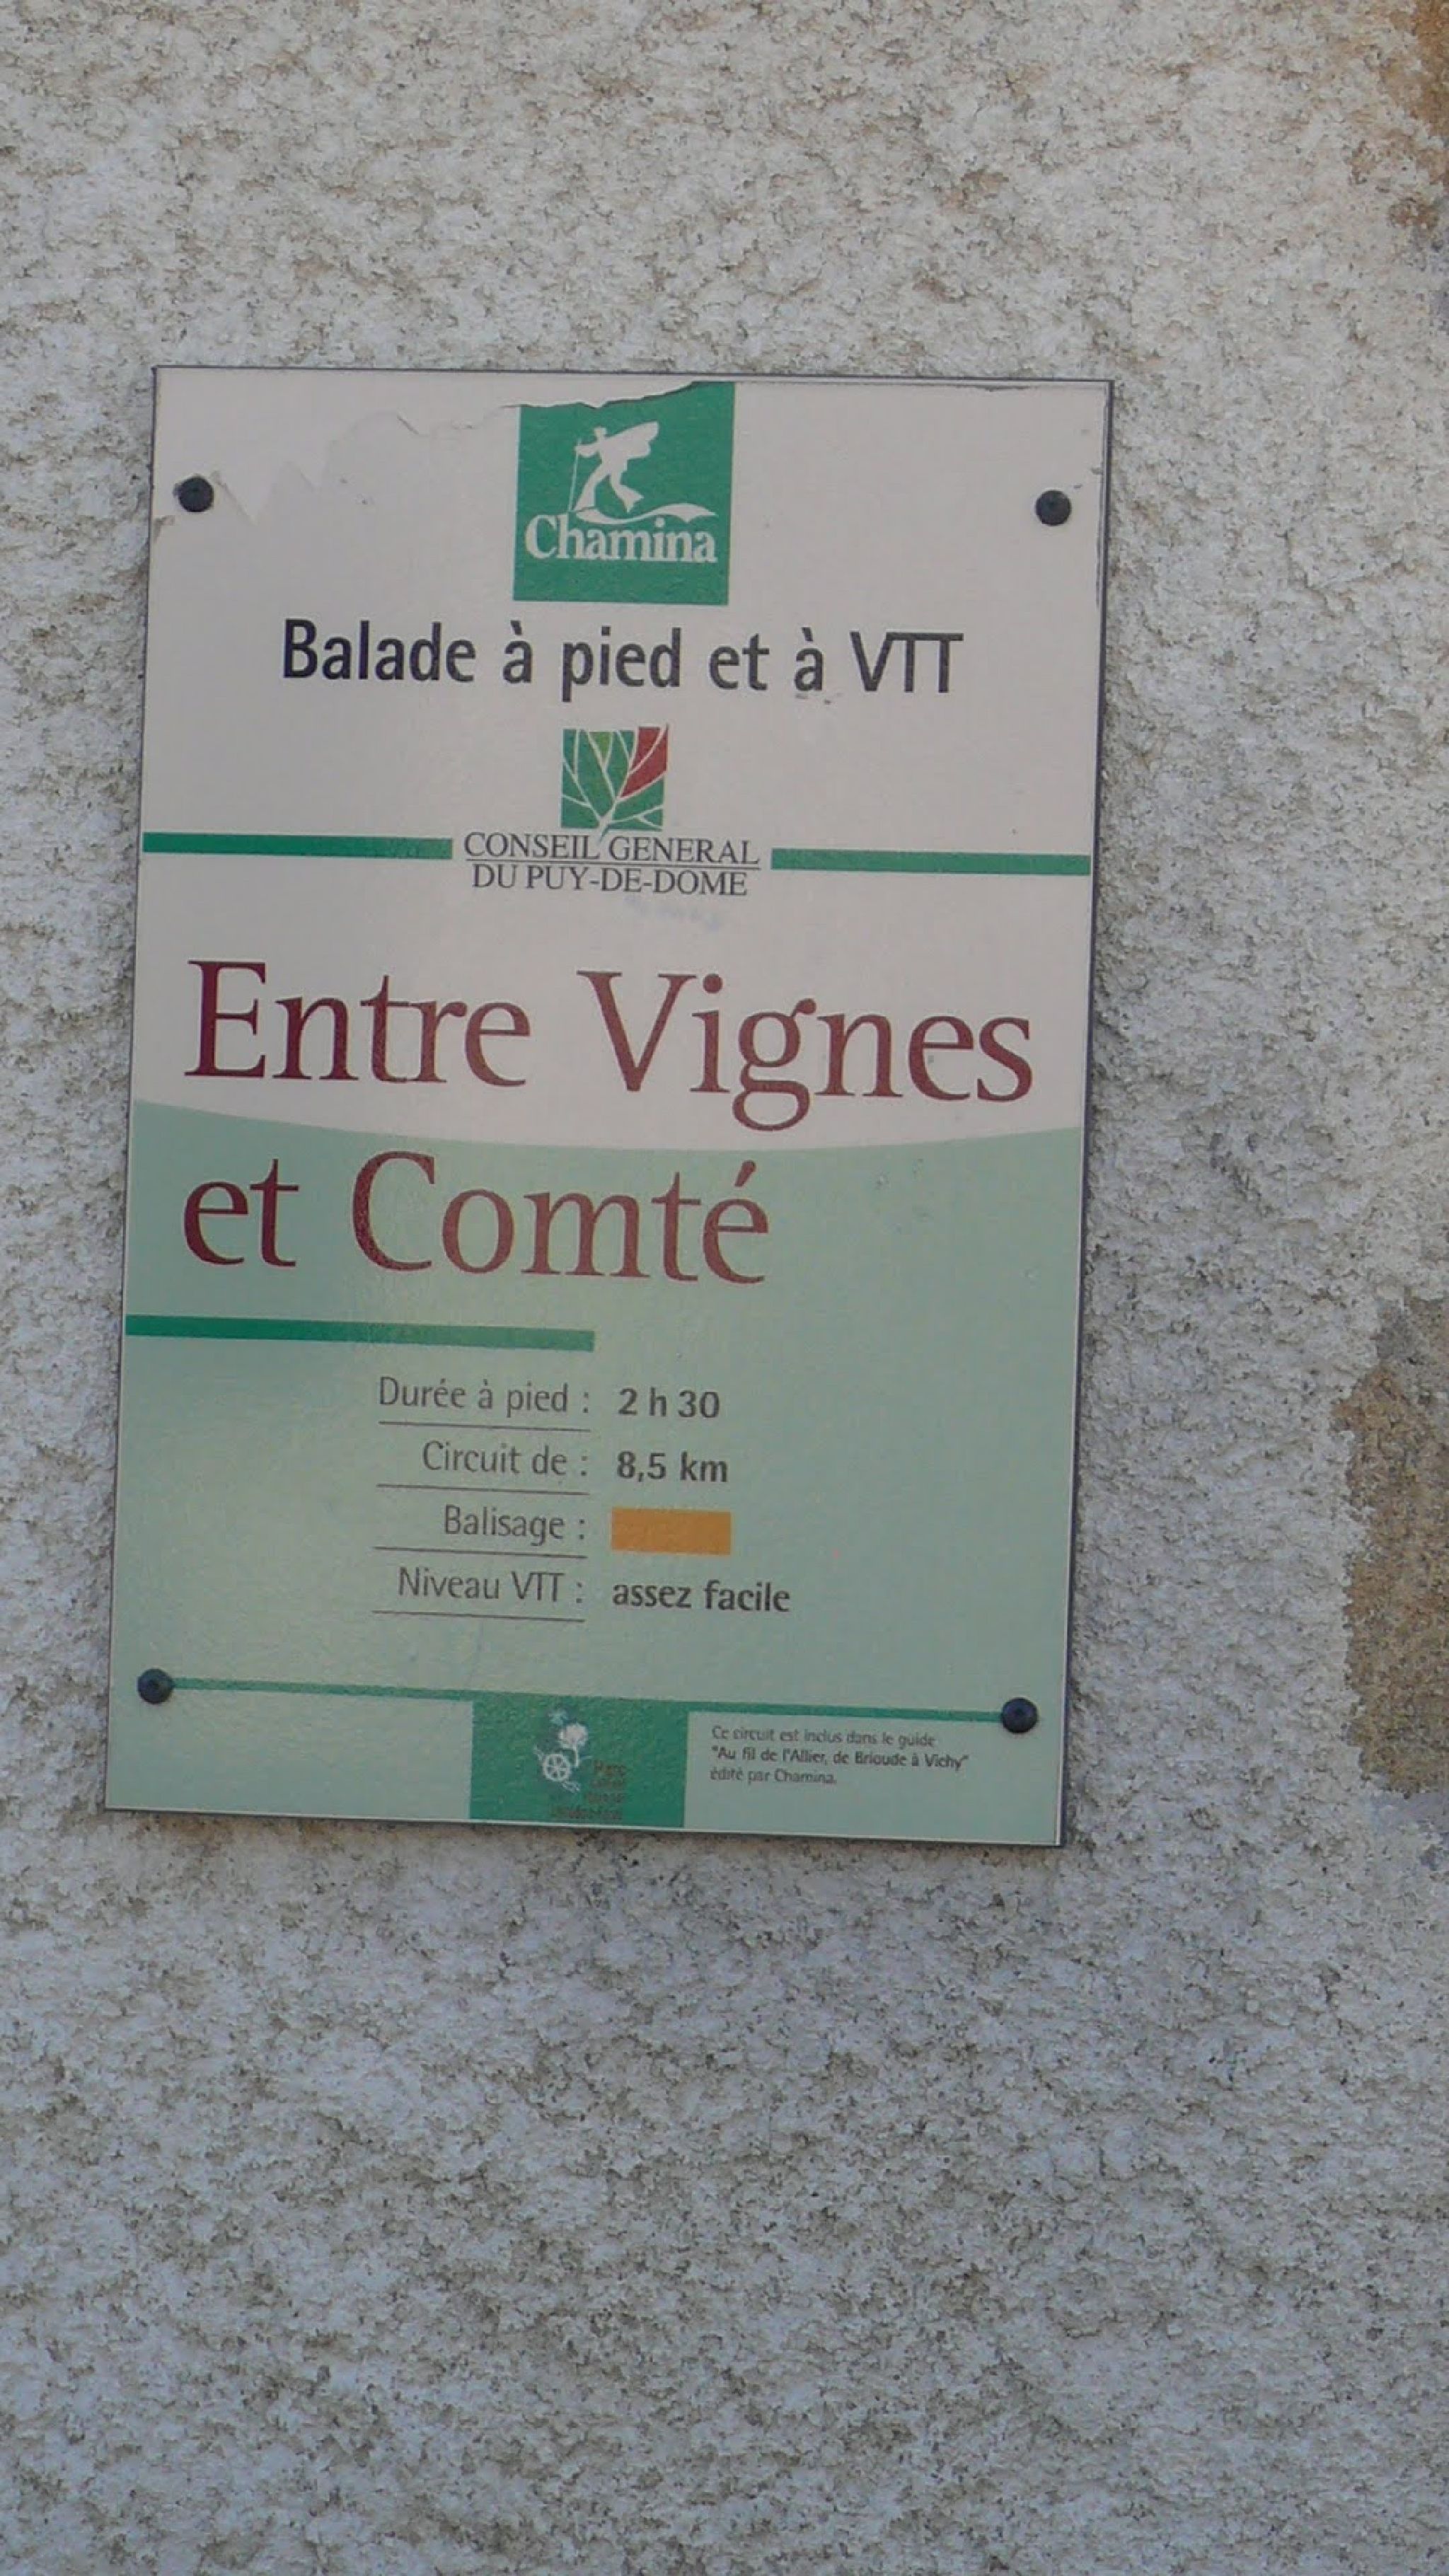 Chamina
Balade à pied et à VTT
CONSEIL GENERAL
DU PUY-DE-DOME
Entre Vignes
et Comté
Durée à pied : 2 h 30
Circuit de : 8,5 km
Balisage :
Niveau VTT : assez facile
Parc
Ce circuit est inclus dans le guide
"Au fil de l'Allier, de Brioude à Vichy"
édité par Chamina.